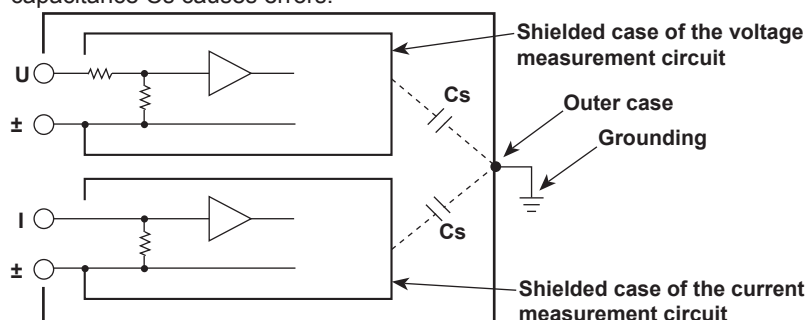 capacitance Cs causes errors.
Shielded case of the voltage
measurement circuit
U
Cs
Outer case
±
Grounding
I
Cs
±
Shielded case of the current
measurement circuit